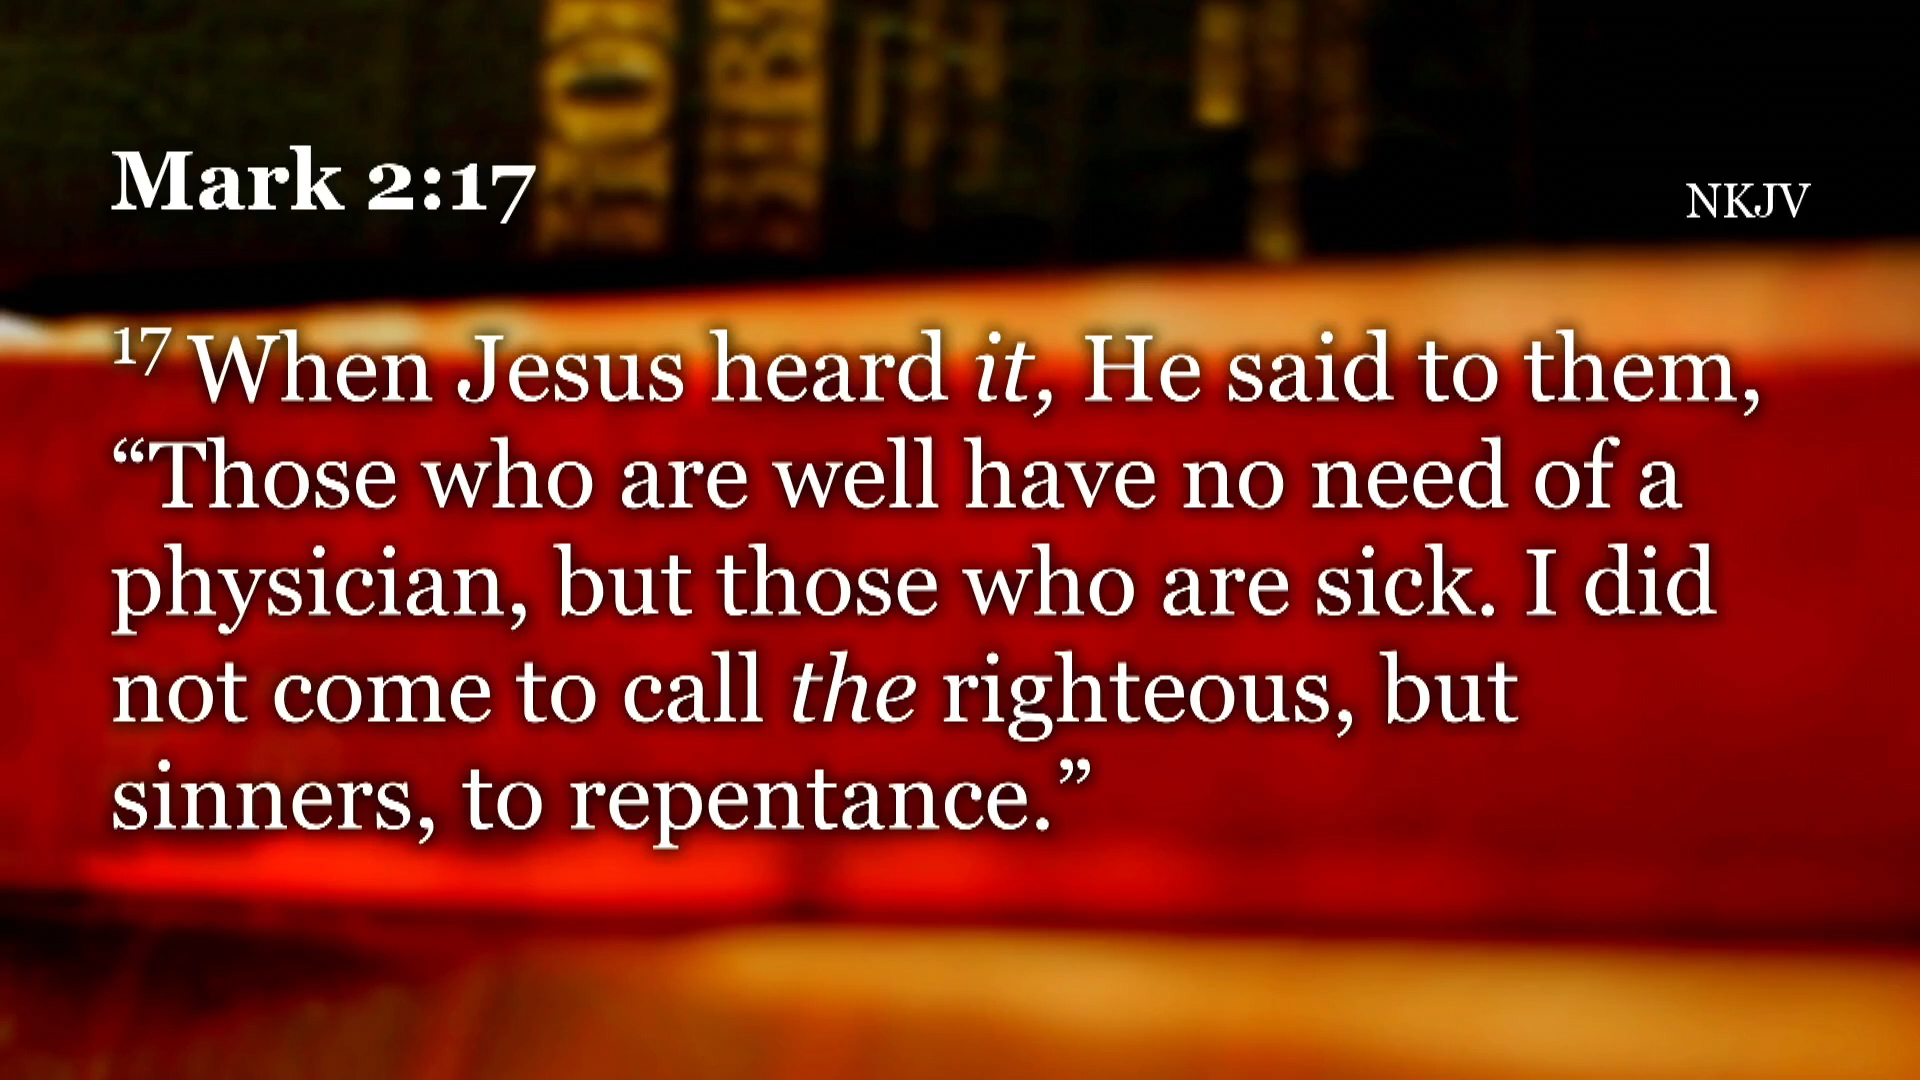 Mark 2:17
NKJV
17 When Jesus heard it, He said to them,
“Those who are well have no need of a
physician, but those who are sick. I did
not come to call the righteous, but
sinners, to repentance.”